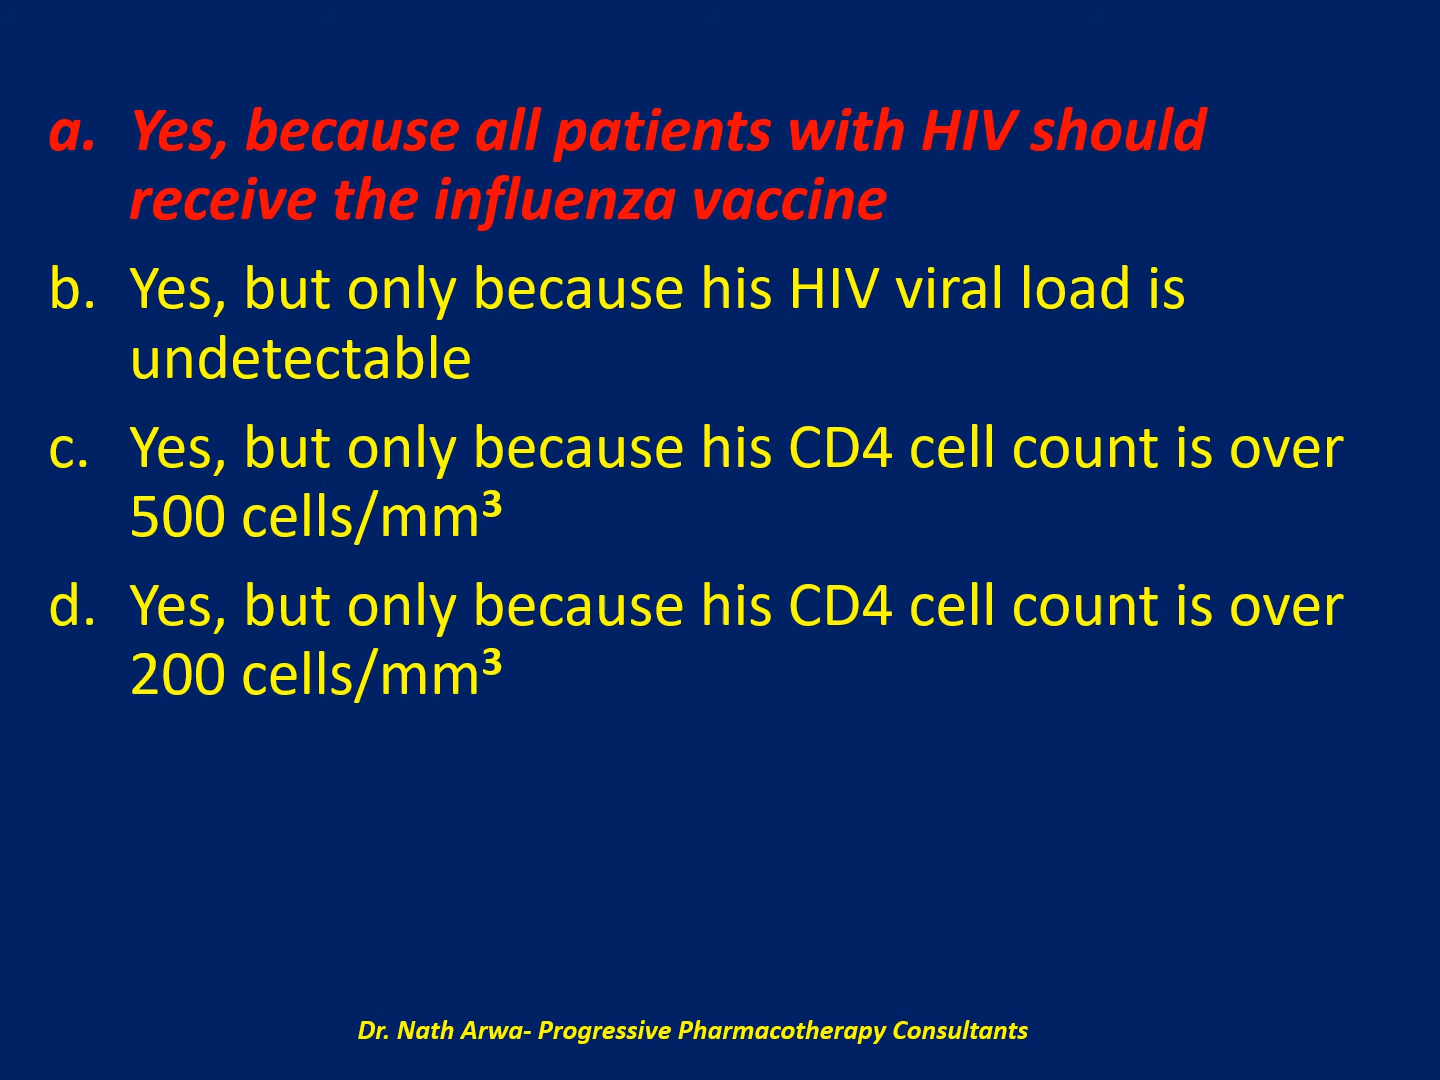 a. Yes, because all patients with HIV should
receive the influenza vaccine
b. Yes, but only because his HIV viral load is
undetectable
c. Yes, but only because his CD4 cell count is over
500 cells/mm³
d. Yes, but only because his CD4 cell count is over
200 cells/mm³
Dr. Nath Arwa- Progressive Pharmacotherapy Consultants